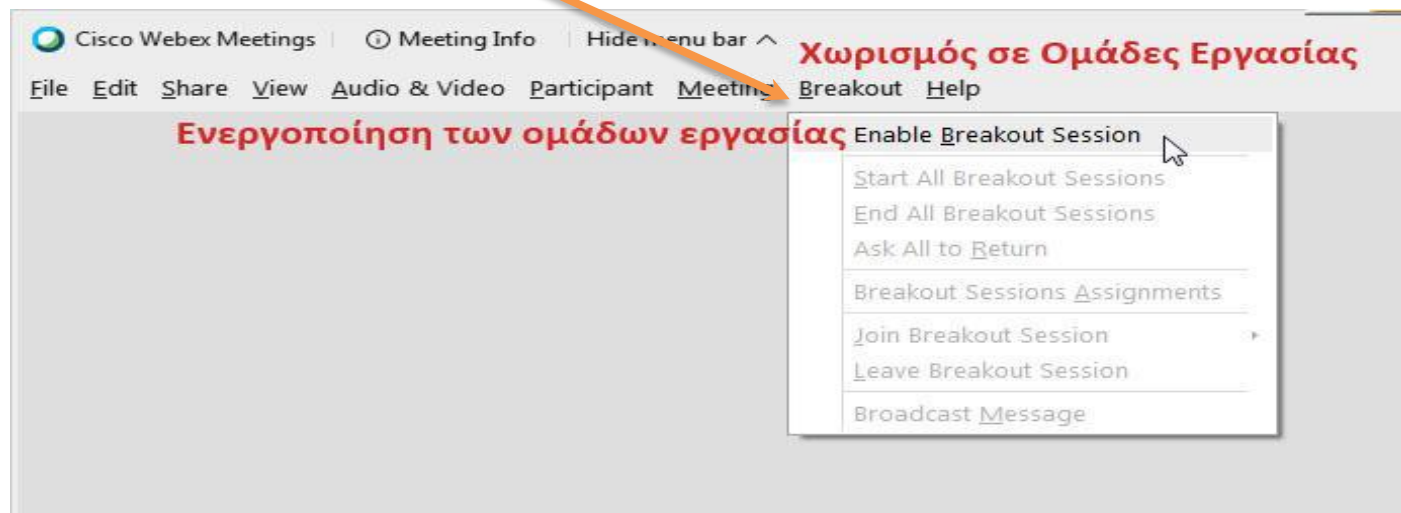 Cisco Webex Meetings Meeting Info Hide menu bar
Χωρισμός σε Ομάδες Εργασίας
File Edit Share View Audio & Video Participant Meeting Breakout Help
Ενεργοποίηση των ομάδων εργασίας Enable Breakout Session
Start All Breakout Sessions
End All Breakout Sessions
Ask All to Return
Breakout Sessions Assignments
Join Breakout Session
Leave Breakout Session
Broadcast Message